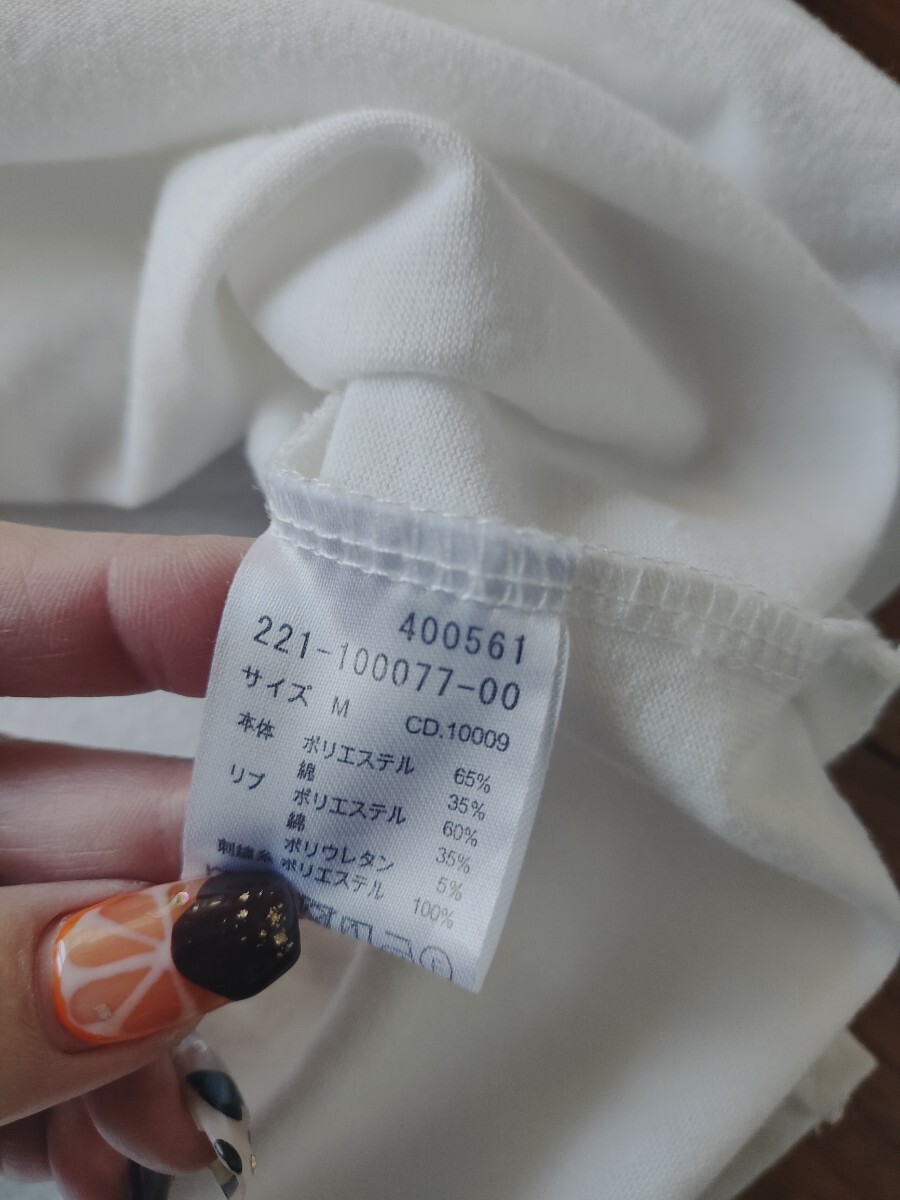 400561
221-100077-00
サイズ M CD.10009
本体 ポリエステル 65%
綿 35%
リブ ポリエステル 60%
綿 35%
ポリウレタン 5%
刺繍糸 ポリエステル 100%